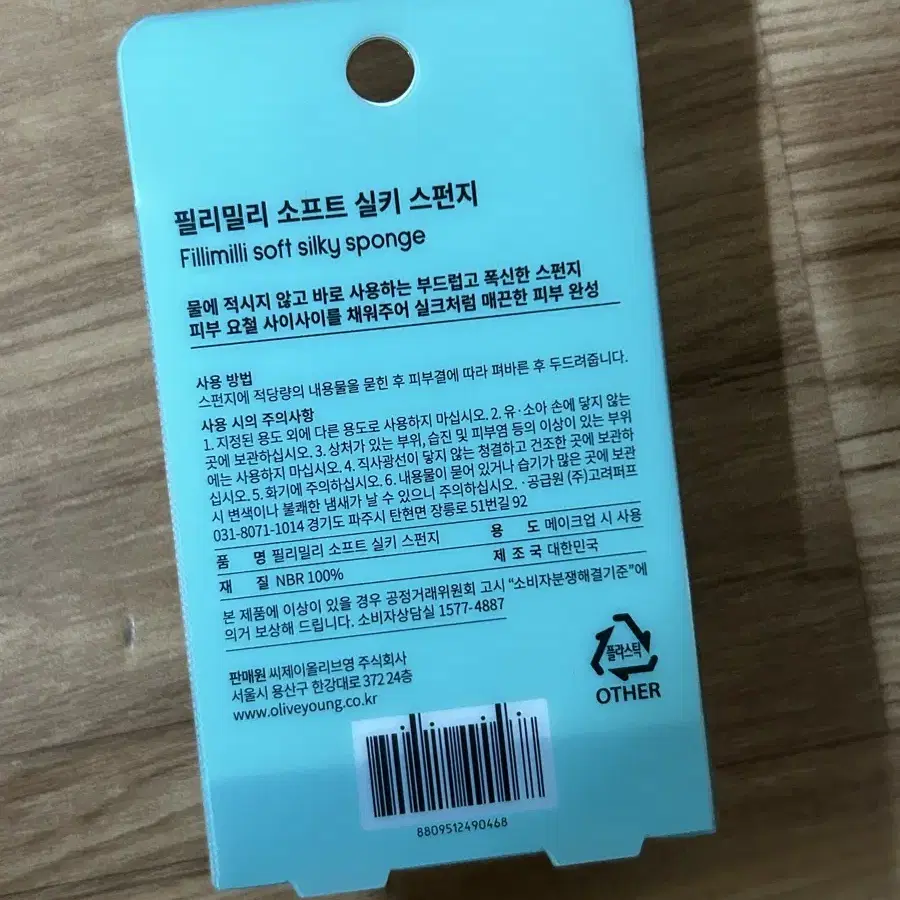 필리밀리 소프트 실키 스펀지
Fillimilli soft silky sponge
물에 적시지 않고 바로 사용하는 부드럽고 폭신한 스펀지
피부 요철 사이사이를 채워주어 실크처럼 매끈한 피부 완성
사용 방법
스펀지에 적당량의 내용물을 묻힌 후 피부결에 따라 펴바른 후 두드려줍니다.
사용 시의 주의사항
1. 지정된 용도 외에 다른 용도로 사용하지 마십시오. 2. 유·소아 손에 닿지 않는
곳에 보관하십시오. 3. 상처가 있는 부위, 습진 및 피부염 등의 이상이 있는 부위
에는 사용하지 마십시오. 4. 직사광선이 닿지 않는 청결하고 건조한 곳에 보관하
십시오. 5. 화기에 주의하십시오. 6. 내용물이 묻어 있거나 습기가 많은 곳에 보관
시 변색이나 불쾌한 냄새가 날 수 있으니 주의하십시오. ·공급원 (주)고려퍼프
031-8071-1014 경기도 파주시 탄현면 장릉로 51번길 92
품 명 필리밀리 소프트 실키 스펀지 용 도 메이크업 시 사용
재 질 NBR 100% 제 조 국 대한민국
본 제품에 이상이 있을 경우 공정거래위원회 고시 “소비자분쟁해결기준”에
의거 보상해 드립니다. 소비자상담실 1577-4887
판매원 씨제이올리브영 주식회사
서울시 용산구 한강대로 372 24층
www.oliveyoung.co.kr
플라스틱
OTHER
8809512490468